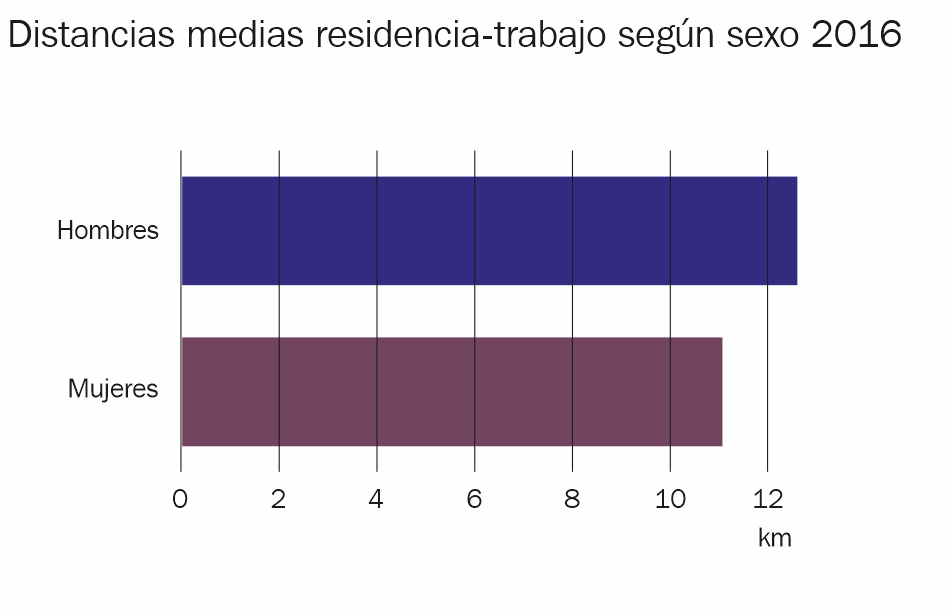 Distancias medias residencia-trabajo según sexo 2016
Hombres
Mujeres
0 2 4 6 8 10 12
km